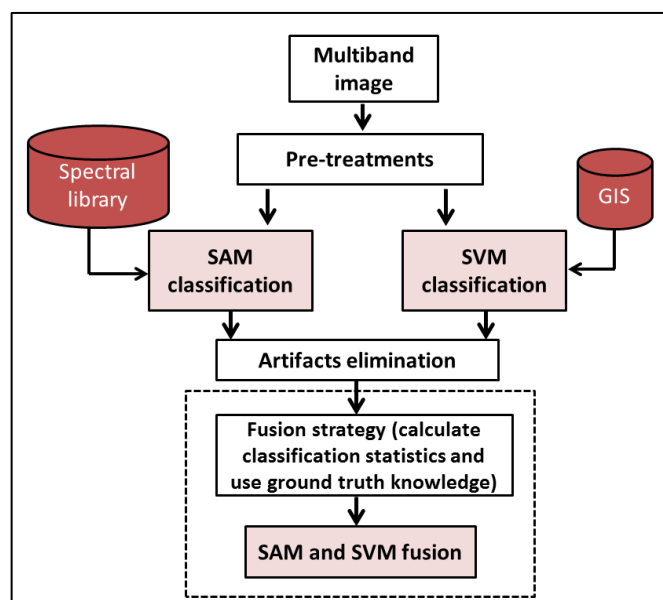 Multiband
image
Pre-treatments
Spectral
library
GIS
SAM
classification
SVM
classification
Artifacts elimination
Fusion strategy (calculate
classification statistics and
use ground truth knowledge)
SAM and SVM fusion